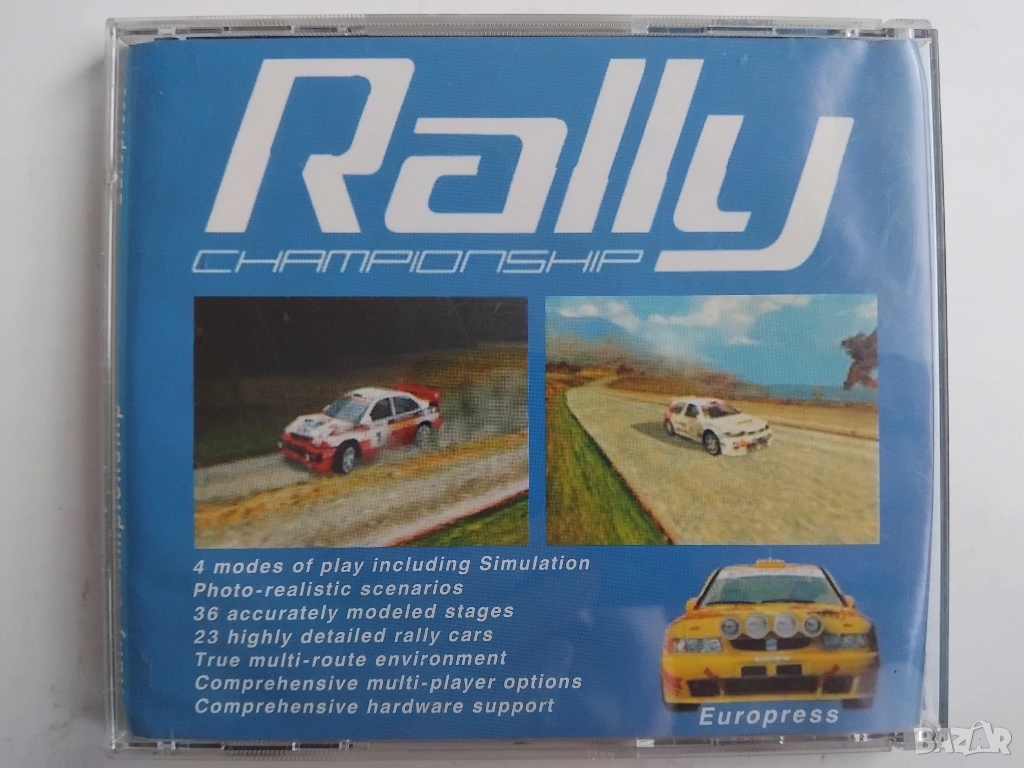 Rally
CHAMPIONSHIP
4 modes of play including Simulation
Photo-realistic scenarios
36 accurately modeled stages
23 highly detailed rally cars
True multi-route environment
Comprehensive multi-player options
Comprehensive hardware support
Europress
BAZAR